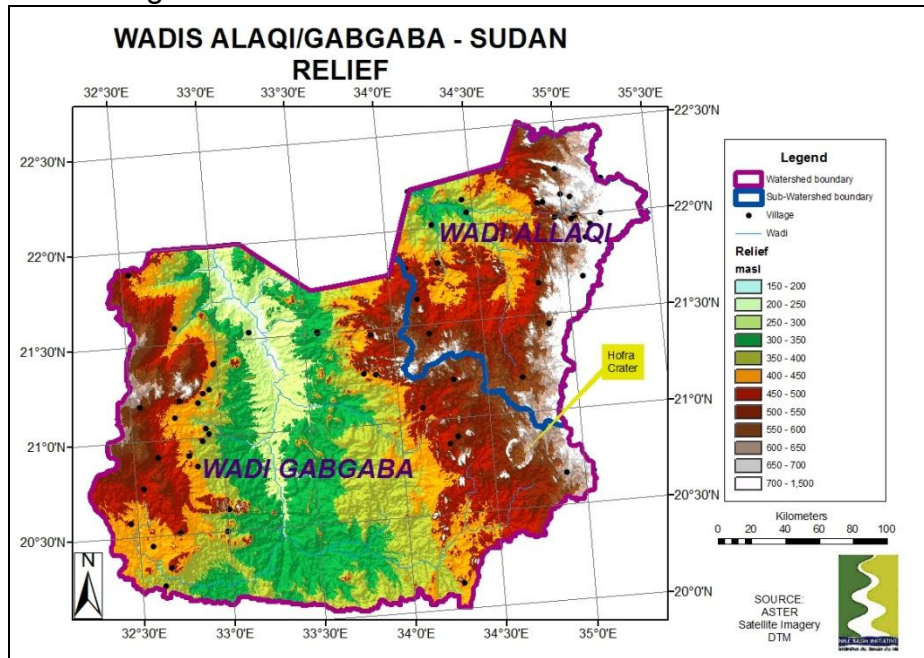 WADIS ALAQI/GABGABA - SUDAN
RELIEF
32°30'E 33°0'E 33°30'E 34°0'E 34°30'E 35°0'E 35°30'E
22°30'N
22°30'N
22°0'N
WADI ALLAQI
22°0'N
21°30'N
21°30'N
Hofra
Crater
21°0'N
21°0'N
WADI GABGABA
20°30'N
20°30'N
20°0'N
N
32°30'E 33°0'E 33°30'E 34°0'E 34°30'E 35°0'E
Legend
Watershed boundary
Sub-Watershed boundary
Village
Wadi
Relief
masl
150 - 200
200 - 250
250 - 300
300 - 350
350 - 400
400 - 450
450 - 500
500 - 550
550 - 600
600 - 650
650 - 700
700 - 1,500
Kilometers
0 20 40 60 80 100
SOURCE:
ASTER
Satellite Imagery
DTM
NILE BASIN INITIATIVE